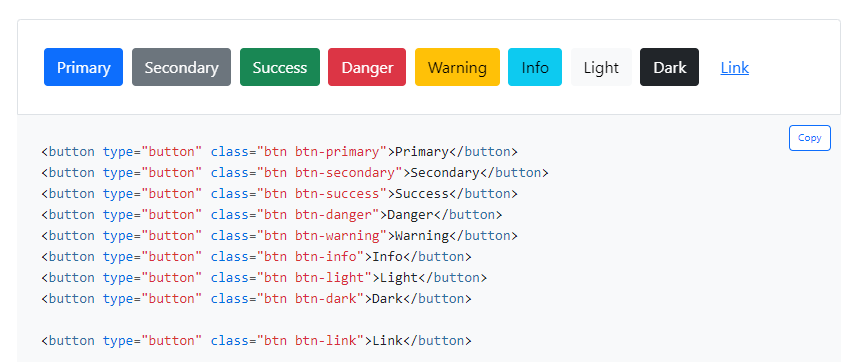 Primary Secondary Success Danger Warning Info Light Dark Link
Copy
<button type="button" class="btn btn-primary">Primary</button>
<button type="button" class="btn btn-secondary">Secondary</button>
<button type="button" class="btn btn-success">Success</button>
<button type="button" class="btn btn-danger">Danger</button>
<button type="button" class="btn btn-warning">Warning</button>
<button type="button" class="btn btn-info">Info</button>
<button type="button" class="btn btn-light">Light</button>
<button type="button" class="btn btn-dark">Dark</button>
<button type="button" class="btn btn-link">Link</button>